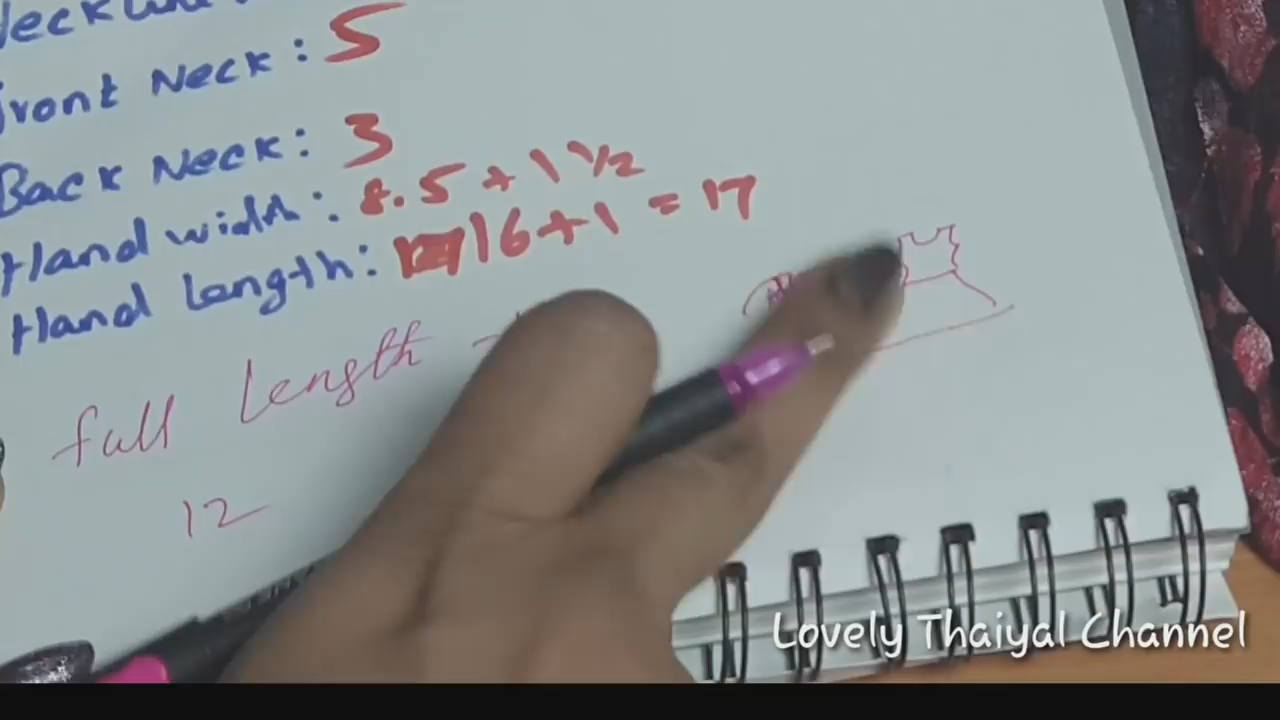 Front Neck: 5
Back Neck: 3
Hand width: 8.5 + 1 1/2
Hand Length: 16 + 1 = 17
full Length
12
Lovely Thaiyal Channel